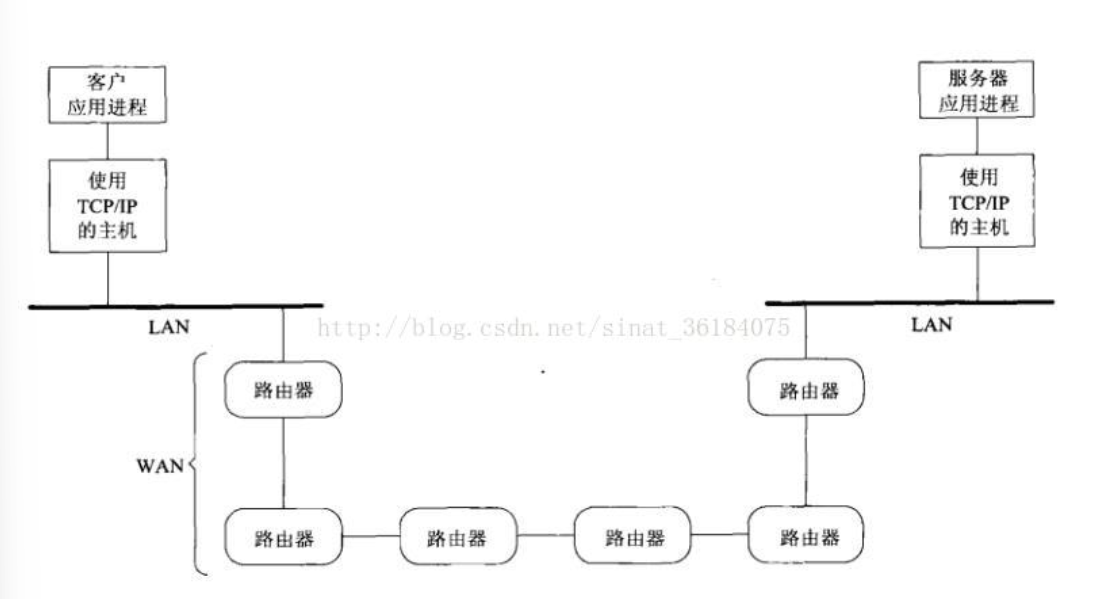 客户
应用进程
服务器
应用进程
使用
TCP/IP
的主机
使用
TCP/IP
的主机
LAN
http://blog.csdn.net/sinat_36184075
LAN
路由器
路由器
WAN
路由器
路由器
路由器
路由器